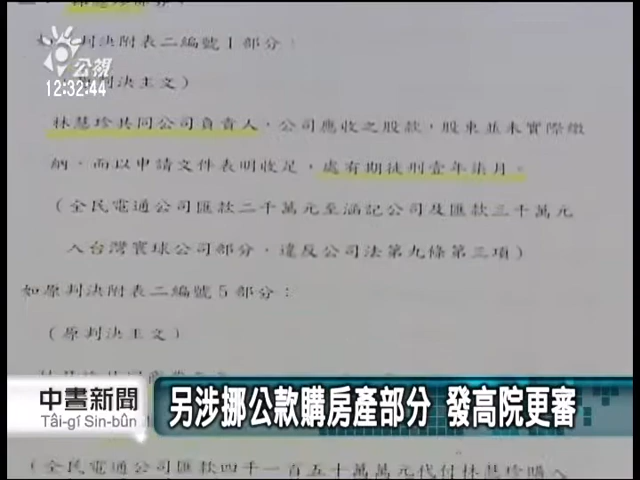 如原判決附表二編號1部分：
公視
12:32:44
（原判決主文）
林慧珍共同公司負責人，公司應收之股款，股東並未實際繳
納，而以申請文件表明收足，處有期徒刑壹年柒月。
（全民電通公司匯款二千萬元至涵記公司及匯款三千萬元
入台灣寰球公司部分，違反公司法第九條第三項）
如原判決附表二編號5部分：
（原判決主文）
中晝新聞
Tâi-gí Sin-bûn
另涉挪公款購房產部分 發高院更審
（全民電通公司匯款四千一百五十萬萬元代付林慧珍購入